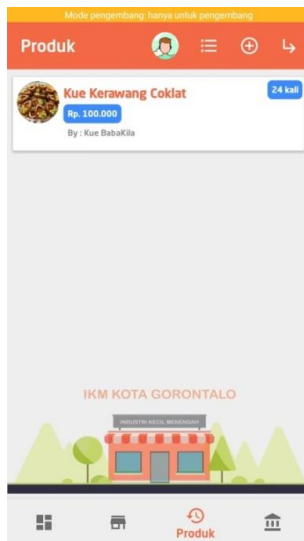 Mode pengembang: hanya untuk pengembang
Produk
Kue Kerawang Coklat
24 kali
Rp. 100.000
By : Kue BabaKila
IKM KOTA GORONTALO
INDUSTRI KECIL MENENGAH
Produk